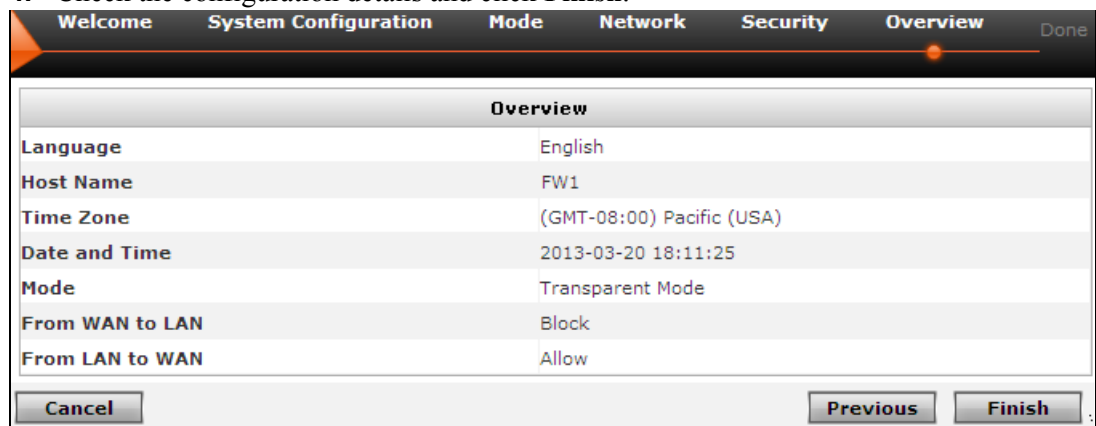 Welcome System Configuration Mode Network Security Overview Done
Overview
Language English
Host Name FW1
Time Zone (GMT-08:00) Pacific (USA)
Date and Time 2013-03-20 18:11:25
Mode Transparent Mode
From WAN to LAN Block
From LAN to WAN Allow
Cancel Previous Finish